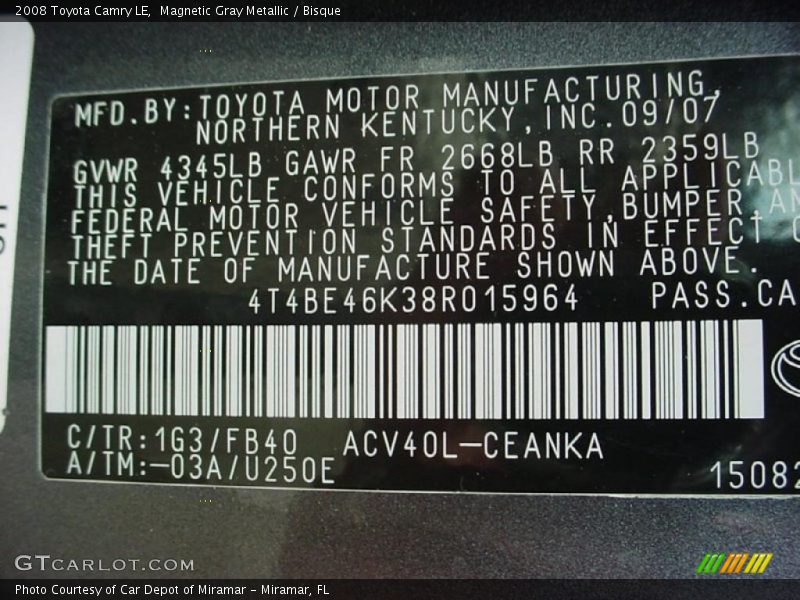 2008 Toyota Camry LE,  Magnetic Gray Metallic / Bisque
MFD.BY:TOYOTA MOTOR MANUFACTURING,
NORTHERN KENTUCKY,INC.09/07
GVWR 4345LB GAWR FR 2668LB RR 2359LB
THIS VEHICLE CONFORMS TO ALL APPLICABL
FEDERAL MOTOR VEHICLE SAFETY,BUMPER AN
THEFT PREVENTION STANDARDS IN EFFECT O
THE DATE OF MANUFACTURE SHOWN ABOVE.
4T4BE46K38R015964 PASS.CA
C/TR:1G3/FB40 ACV40L-CEANKA
A/TM:-03A/U250E
15082
GTCARLOT.COM
Photo Courtesy of Car Depot of Miramar - Miramar, FL